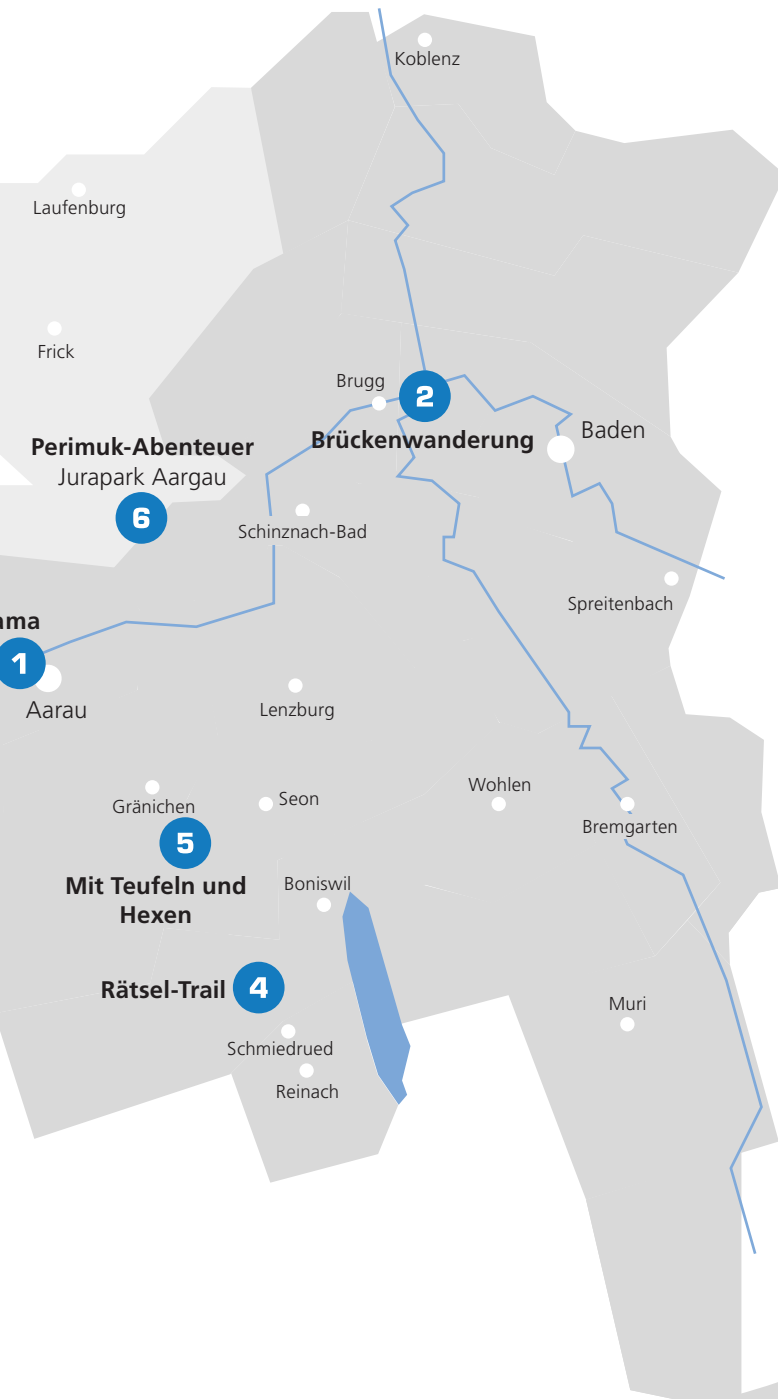 Koblenz
Laufenburg
Frick
Brugg
2
Brückenwanderung
Baden
Perimuk-Abenteuer
Jurapark Aargau
6
Schinznach-Bad
Spreitenbach
ama
1
Aarau
Lenzburg
Gränichen
Seon
Wohlen
Bremgarten
5
Mit Teufeln und
Hexen
Boniswil
Rätsel-Trail
4
Muri
Schmiedrued
Reinach